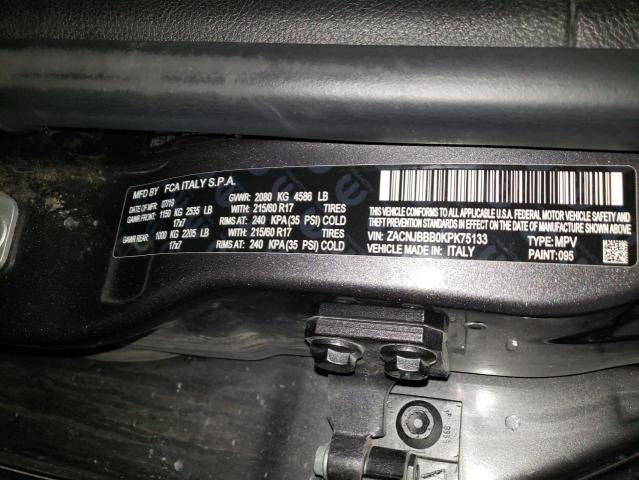 MFD BY FCA ITALY S.P.A.
DATE OF MFR: 07/19 GVWR: 2080 KG 4586 LB
FRONT: 1150 KG 2535 LB WITH: 215/60 R17 TIRES
17x7 RIMS AT: 240 KPA(35 PSI) COLD
REAR: 1000 KG 2205 LB WITH: 215/60 R17 TIRES
17x7 RIMS AT: 240 KPA(35 PSI) COLD
THIS VEHICLE CONFORMS TO ALL APPLICABLE U.S.A. FEDERAL MOTOR VEHICLE SAFETY
BUMPER, AND THEFT PREVENTION STANDARDS IN EFFECT ON THE DATE OF MANUFACTURE SHOWN ABOVE.
VIN: ZACNJBBB0KPK75133 TYPE: MPV
VEHICLE MADE IN: ITALY PAINT: 095